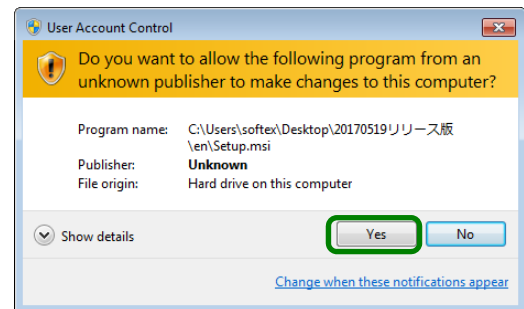 User Account Control
Do you want to allow the following program from an
unknown publisher to make changes to this computer?
Program name: C:\Users\softex\Desktop\20170519リリース版
\en\Setup.msi
Publisher: Unknown
File origin: Hard drive on this computer
Show details Yes No
Change when these notifications appear